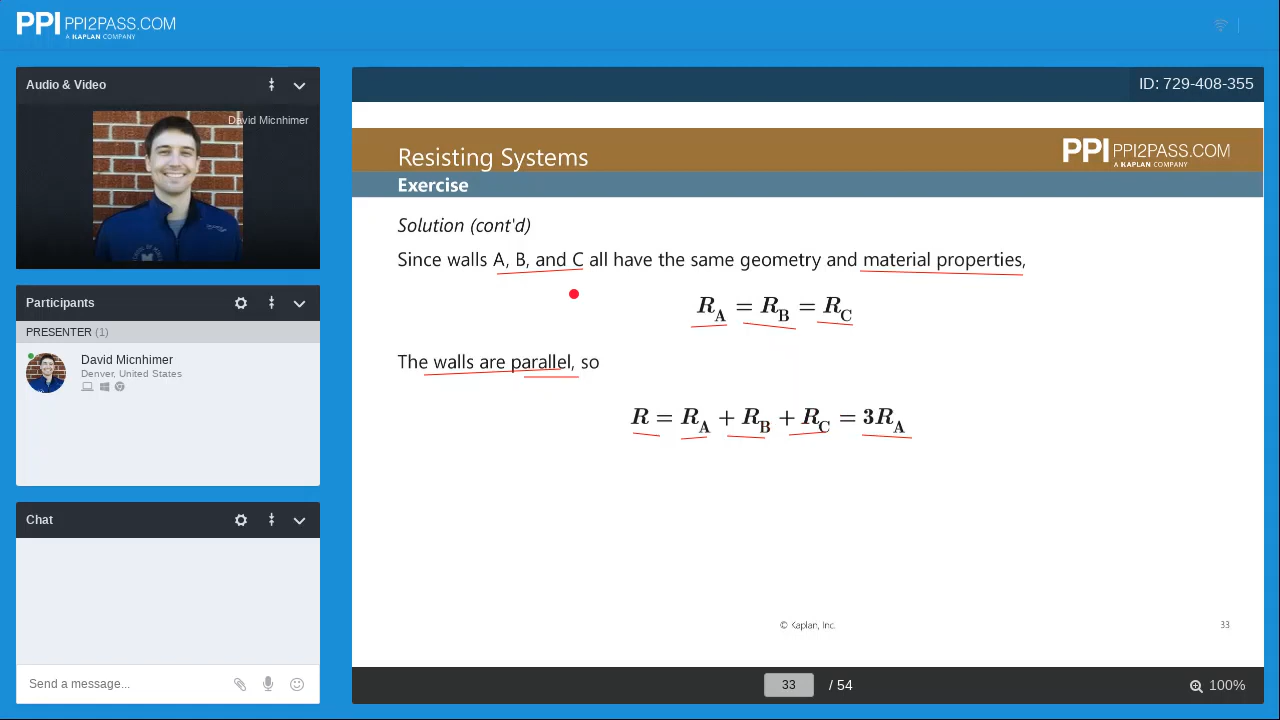 PPI PPI2PASS.COM
A KAPLAN COMPANY
Audio & Video
David Micnhimer
Participants
PRESENTER (1)
David Micnhimer
Denver, United States
Chat
Send a message...
ID: 729-408-355
Resisting Systems
PPI PPI2PASS.COM
A KAPLAN COMPANY
Exercise
Solution (cont'd)
Since walls A, B, and C all have the same geometry and material properties,
R_A = R_B = R_C
The walls are parallel, so
R = R_A + R_B + R_C = 3R_A
© Kaplan, Inc.
33
33 / 54
100%